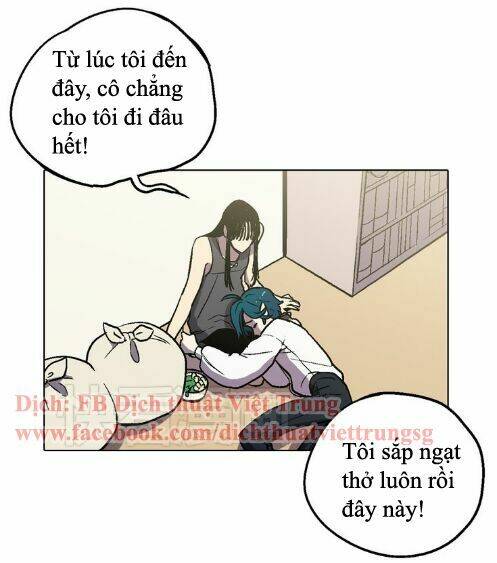 Từ lúc tôi đến
đây, cô chẳng
cho tôi đi đâu
hết!
Dịch: FB Dịch thuật Việt Trung
www.facebook.com/dichthuatviettrungsg
Tôi sắp ngạt
thở luôn rồi
đây này!